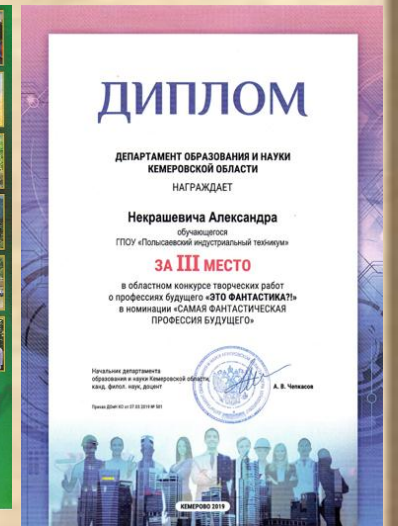 ДИПЛОМ
ДЕПАРТАМЕНТ ОБРАЗОВАНИЯ И НАУКИ
КЕМЕРОВСКОЙ ОБЛАСТИ
НАГРАЖДАЕТ
Некрашевича Александра
обучающегося
ГПОУ «Полысаевский индустриальный техникум»
ЗА III МЕСТО
в областном конкурсе творческих работ
о профессиях будущего «ЭТО ФАНТАСТИКА?!»
в номинации «САМАЯ ФАНТАСТИЧЕСКАЯ
ПРОФЕССИЯ БУДУЩЕГО»
Начальник департамента
образования и науки Кемеровской области,
канд. филол. наук, доцент
А. В. Чепкасов
КЕМЕРОВО 2019